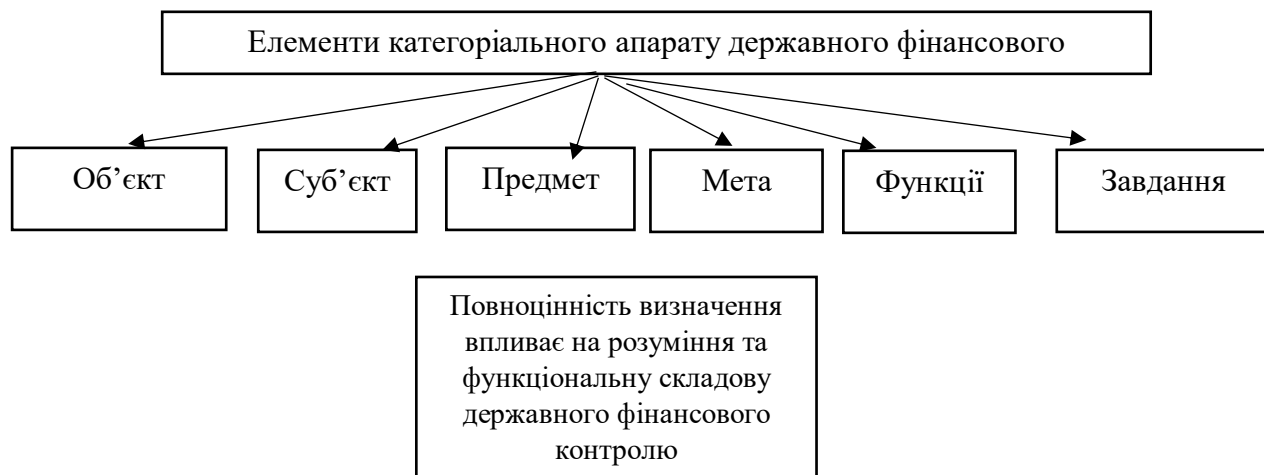 Елементи категоріального апарату державного фінансового
Об’єкт
Суб’єкт
Предмет
Мета
Функції
Завдання
Повноцінність визначення
впливає на розуміння та
функціональну складову
державного фінансового
контролю